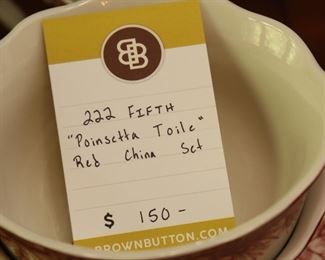 BB
222 FIFTH
"Poinsetta Toile"
Red China Set
$ 150-
BROWNBUTTON.COM